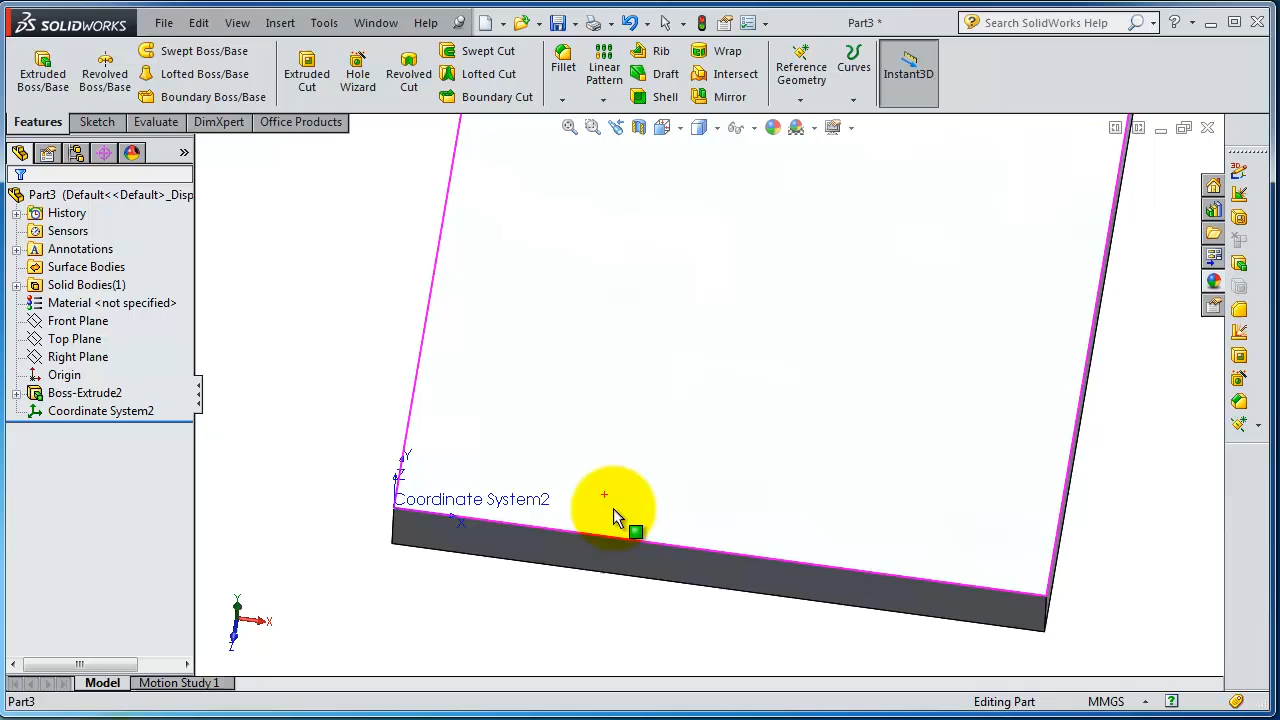 SOLIDWORKS File Edit View Insert Tools Window Help Part3 * Search SolidWorks Help
Extruded Boss/Base
Revolved Boss/Base
Swept Boss/Base
Lofted Boss/Base
Boundary Boss/Base
Extruded Cut
Hole Wizard
Revolved Cut
Swept Cut
Lofted Cut
Boundary Cut
Fillet
Linear Pattern
Rib
Draft
Shell
Wrap
Intersect
Mirror
Reference Geometry
Curves
Instant3D
Features Sketch Evaluate DimXpert Office Products
Part3 (Default<<Default>_Disp
History
Sensors
Annotations
Surface Bodies
Solid Bodies(1)
Material <not specified>
Front Plane
Top Plane
Right Plane
Origin
Boss-Extrude2
Coordinate System2
Y
Z
Coordinate System2
X
Y
X
Z
Model Motion Study 1
Part3 Editing Part MMGS